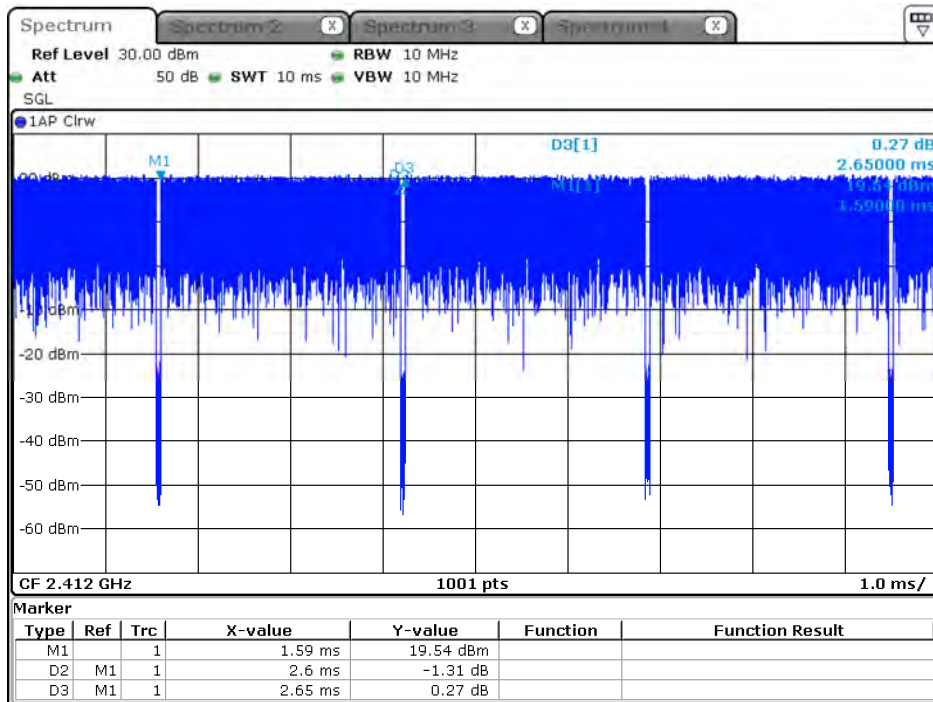 Spectrum Spectrum 2 X Spectrum 3 X Spectrum 4 X
Ref Level 30.00 dBm RBW 10 MHz
Att 50 dB SWT 10 ms VBW 10 MHz
SGL
1AP Clrw
D3[1] 0.27 dB
2.65000 ms
M1 D3
M1[1] 19.54 dBm
1.59000 ms
-10 dBm
-20 dBm
-30 dBm
-40 dBm
-50 dBm
-60 dBm
CF 2.412 GHz 1001 pts 1.0 ms/
Marker
Type Ref Trc X-value Y-value Function Function Result
M1 1 1.59 ms 19.54 dBm
D2 M1 1 2.6 ms -1.31 dB
D3 M1 1 2.65 ms 0.27 dB